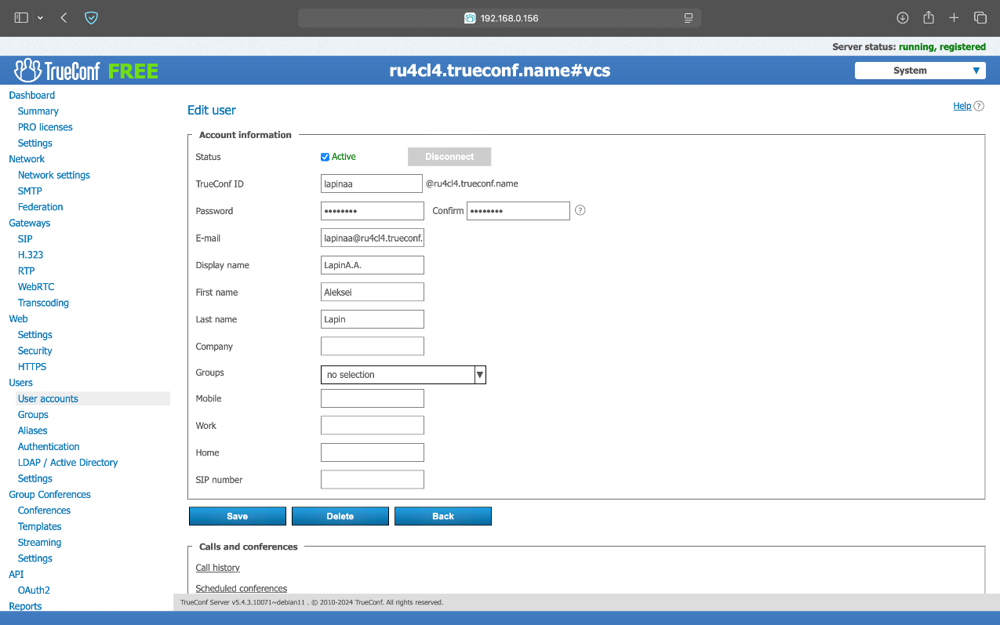 192.168.0.156
Server status: running, registered
TrueConf FREE
ru4cl4.trueconf.name#vcs
System
Dashboard
Summary
PRO licenses
Settings
Network
Network settings
SMTP
Federation
Gateways
SIP
H.323
RTP
WebRTC
Transcoding
Web
Settings
Security
HTTPS
Users
User accounts
Groups
Aliases
Authentication
LDAP / Active Directory
Settings
Group Conferences
Conferences
Templates
Streaming
Settings
API
OAuth2
Reports
Edit user
Help ?
Account information
Status Active Disconnect
TrueConf ID lapinaa @ru4cl4.trueconf.name
Password •••••••• Confirm •••••••• ?
E-mail lapinaa@ru4cl4.trueconf.
Display name LapinA.A.
First name Aleksei
Last name Lapin
Company
Groups no selection
Mobile
Work
Home
SIP number
Save Delete Back
Calls and conferences
Call history
Scheduled conferences
TrueConf Server v5.4.3.10071~debian11 . © 2010-2024 TrueConf. All rights reserved.